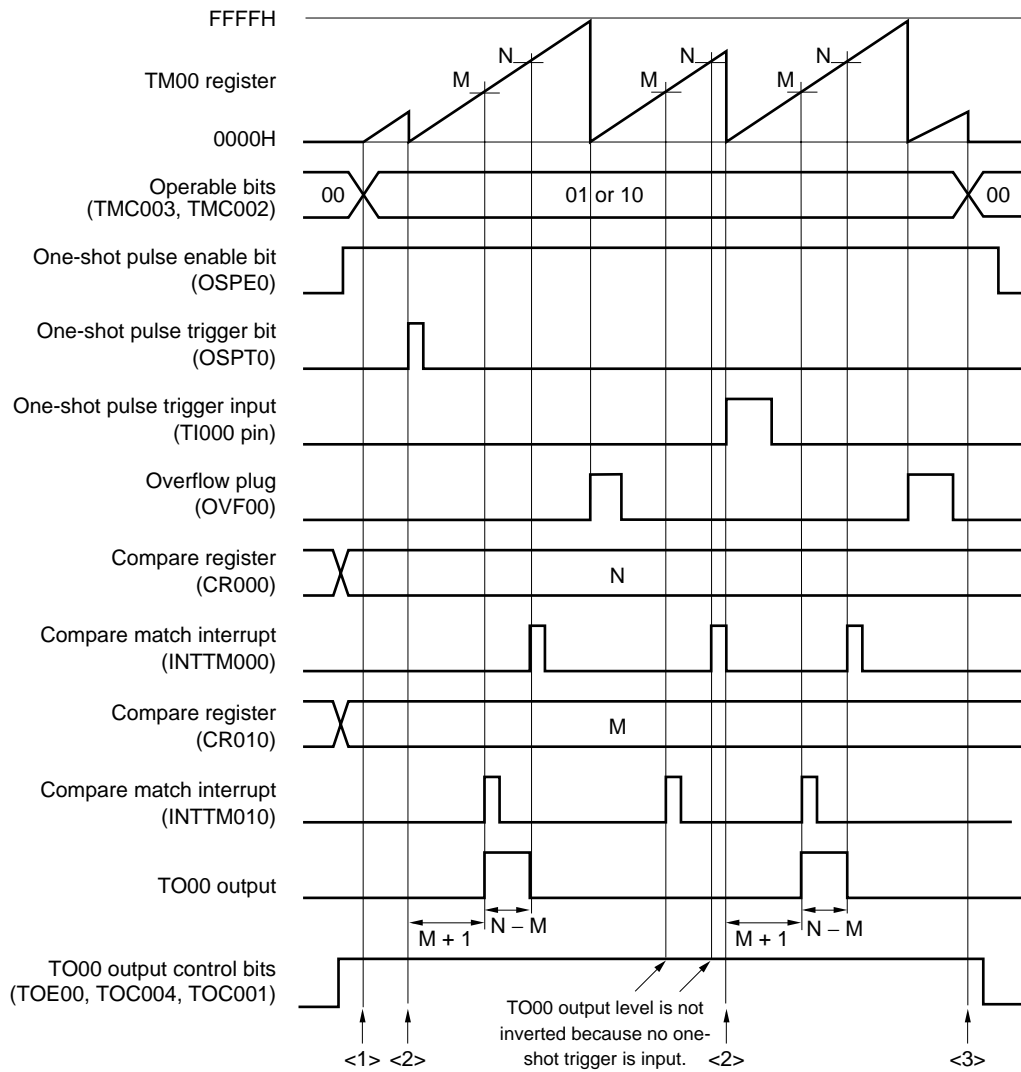 FFFFH
N
N
N
M
M
M
TM00 register
0000H
Operable bits
(TMC003, TMC002)
00
01 or 10
00
One-shot pulse enable bit
(OSPE0)
One-shot pulse trigger bit
(OSPT0)
One-shot pulse trigger input
(TI000 pin)
Overflow plug
(OVF00)
Compare register
(CR000)
N
Compare match interrupt
(INTTM000)
Compare register
(CR010)
M
Compare match interrupt
(INTTM010)
TO00 output
M + 1
N − M
M + 1
N − M
TO00 output control bits
(TOE00, TOC004, TOC001)
TO00 output level is not
inverted because no one-
shot trigger is input.
<1>
<2>
<2>
<3>